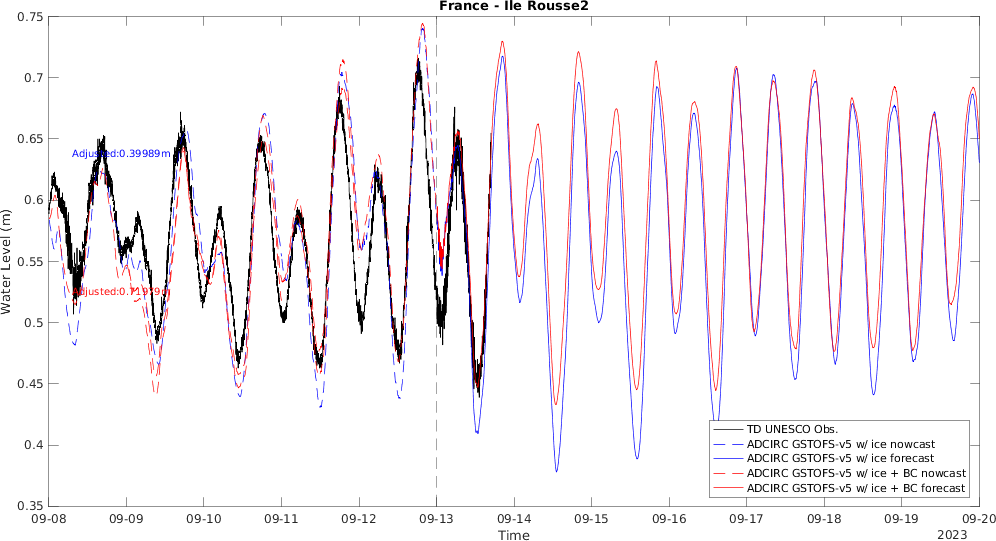 France - Ile Rousse2
0.75
0.7
0.65
0.6
0.55
0.5
0.45
0.4
0.35
Water Level (m)
Adjusted:0.39989m
Adjusted:0.71979m
TD UNESCO Obs.
ADCIRC GSTOFS-v5 w/ ice nowcast
ADCIRC GSTOFS-v5 w/ ice forecast
ADCIRC GSTOFS-v5 w/ ice + BC nowcast
ADCIRC GSTOFS-v5 w/ ice + BC forecast
09-08 09-09 09-10 09-11 09-12 09-13 09-14 09-15 09-16 09-17 09-18 09-19 09-20
Time
2023